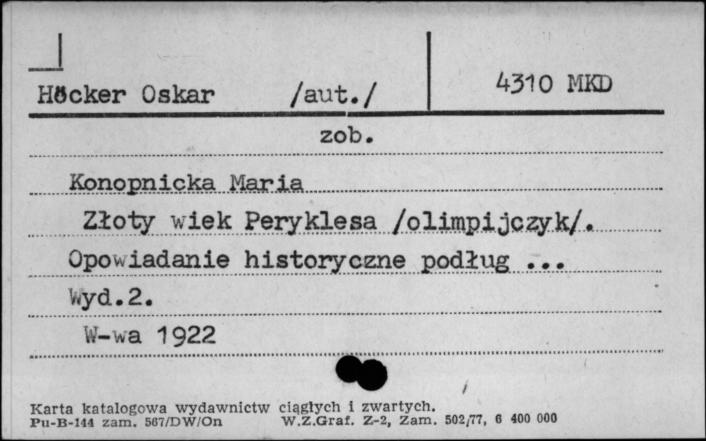 Höcker Oskar /aut./ 4310 MKD
zob.
Konopnicka Maria
Złoty wiek Peryklesa /olimpijczyk/.
Opowiadanie historyczne podług ...
Wyd.2.
W-wa 1922
Karta katalogowa wydawnictw ciągłych i zwartych.
Pu-B-144 zam. 567/DW/On W.Z.Graf. Z-2, Zam. 502/77, 6 400 000